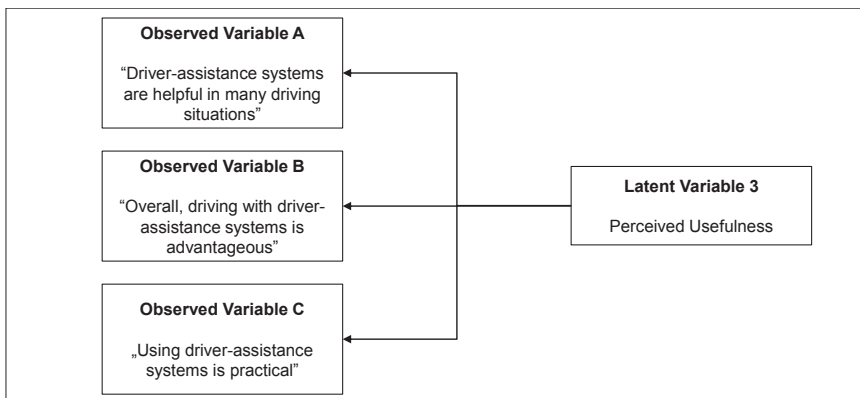 Observed Variable A
“Driver-assistance systems
are helpful in many driving
situations”
Observed Variable B
“Overall, driving with driver-
assistance systems is
advantageous”
Observed Variable C
„Using driver-assistance
systems is practical”
Latent Variable 3
Perceived Usefulness